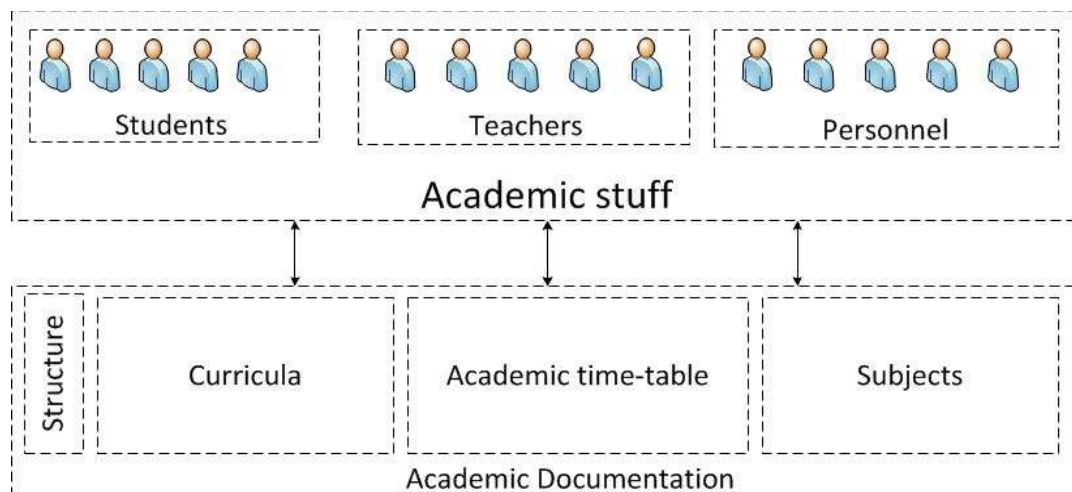 Students
Teachers
Personnel
Academic stuff
Structure
Curricula
Academic time-table
Subjects
Academic Documentation